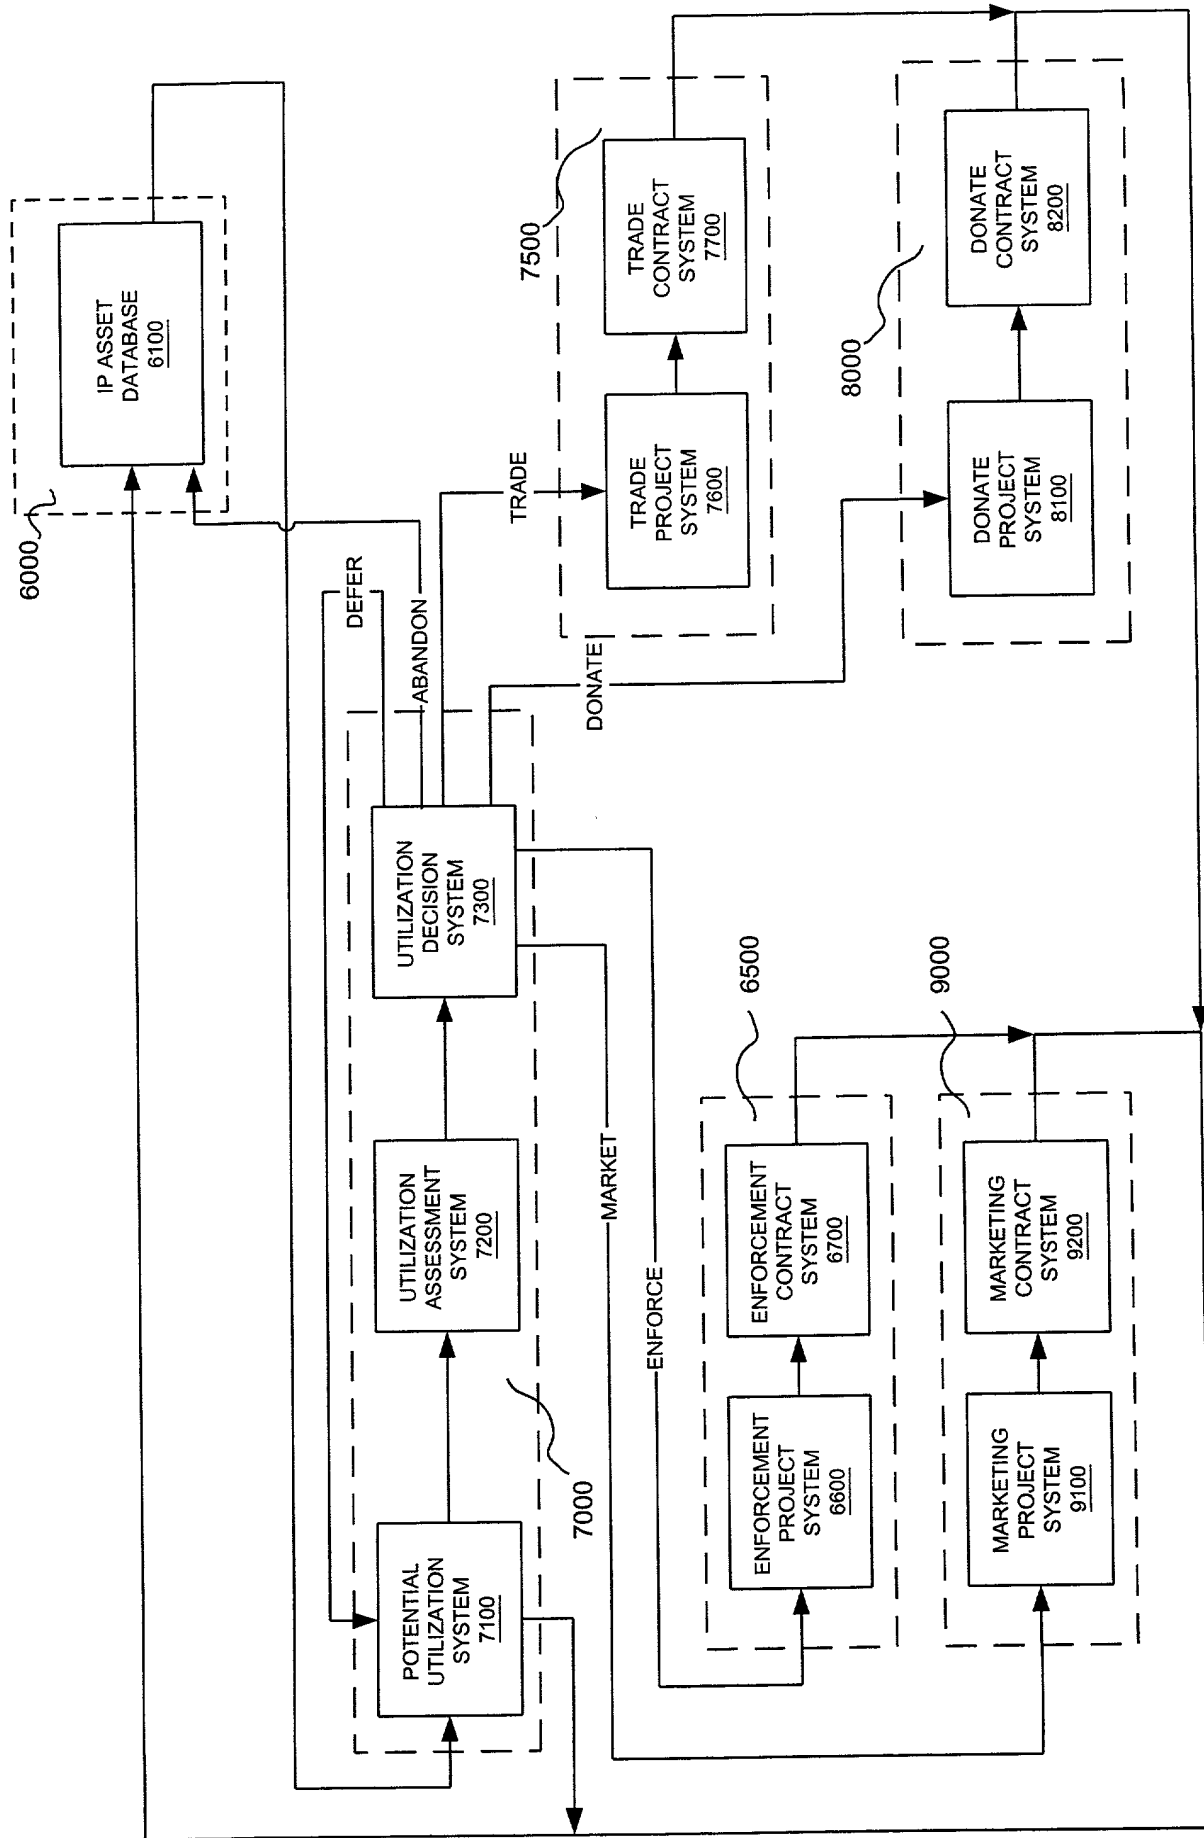 6000
IP ASSET
DATABASE
6100
DEFER
ABANDON
TRADE
DONATE
7000
POTENTIAL
UTILIZATION
SYSTEM
7100
UTILIZATION
ASSESSMENT
SYSTEM
7200
UTILIZATION
DECISION
SYSTEM
7300
7500
TRADE
PROJECT
SYSTEM
7600
TRADE
CONTRACT
SYSTEM
7700
MARKET
ENFORCE
6500
ENFORCEMENT
PROJECT
SYSTEM
6600
ENFORCEMENT
CONTRACT
SYSTEM
6700
8000
DONATE
PROJECT
SYSTEM
8100
DONATE
CONTRACT
SYSTEM
8200
9000
MARKETING
PROJECT
SYSTEM
9100
MARKETING
CONTRACT
SYSTEM
9200